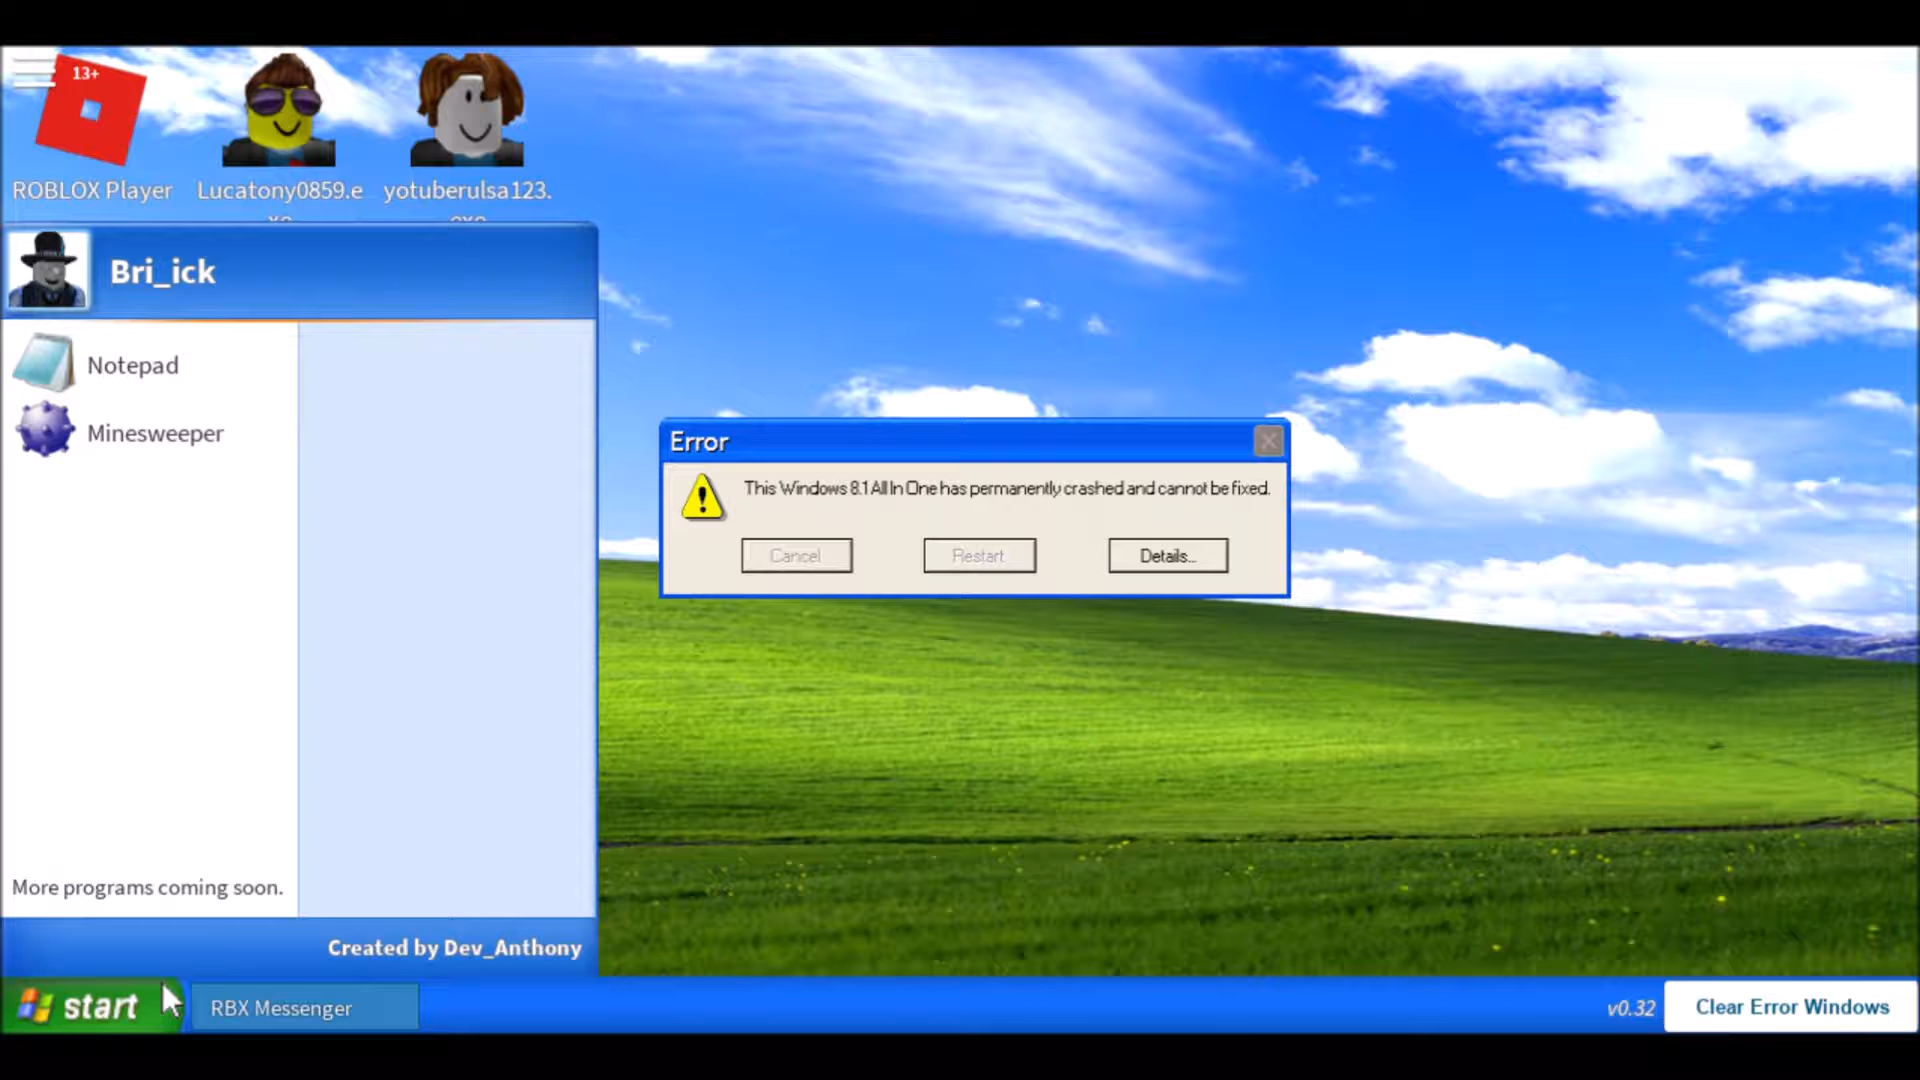 13+
ROBLOX Player
Lucatony0859.e
xe
yotuberulsa123.
exe
Bri_ick
Notepad
Minesweeper
Error
This Windows 8.1 All In One has permanently crashed and cannot be fixed.
Cancel
Restart
Details...
More programs coming soon.
Created by Dev_Anthony
start
RBX Messenger
v0.32
Clear Error Windows